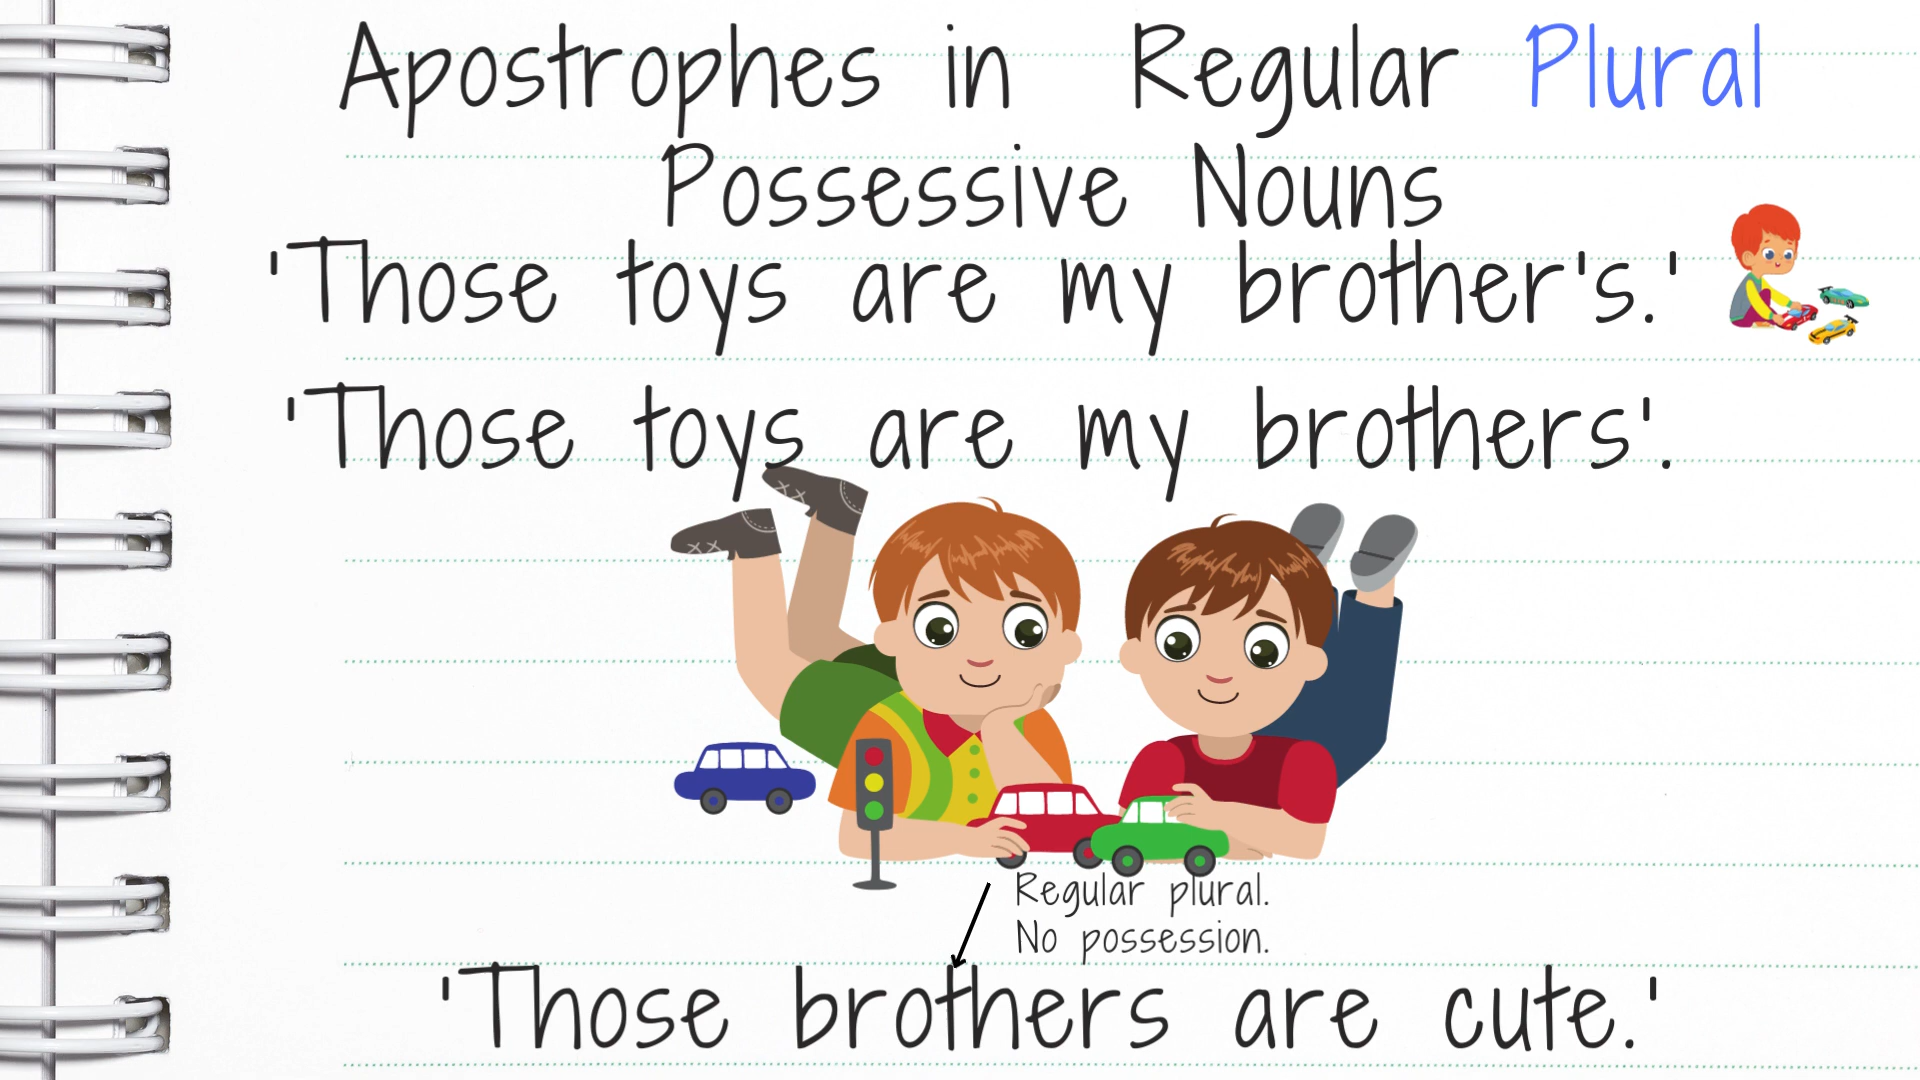 Apostrophes in Regular Plural
Possessive Nouns
'Those toys are my brother's.'
'Those toys are my brothers'.
Regular plural.
No possession.
'Those brothers are cute.'